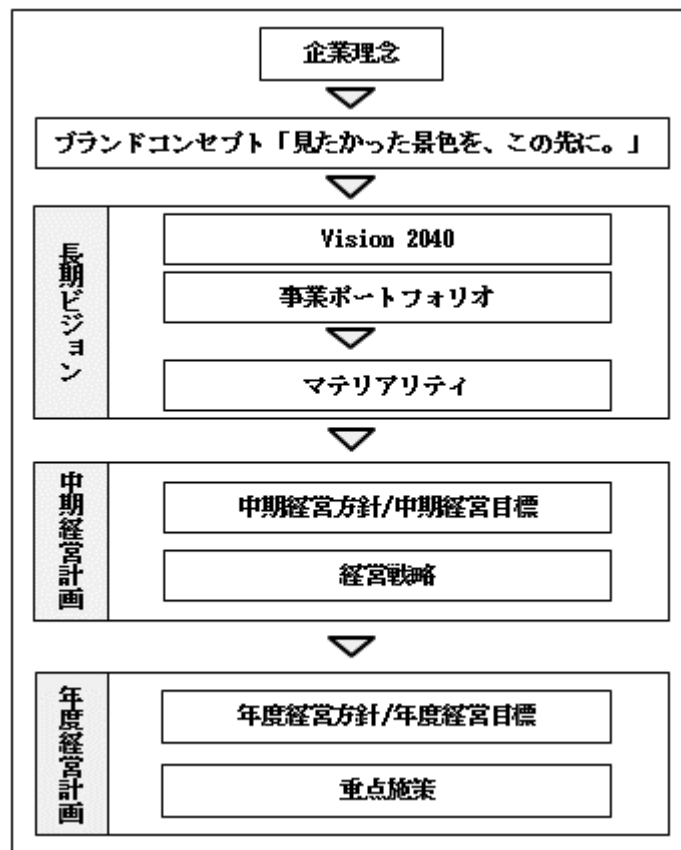 企業理念
ブランドコンセプト「見たかった景色を、この先に。」
長期ビジョン
Vision 2040
事業ポートフォリオ
マテリアリティ
中期経営計画
中期経営方針/中期経営目標
経営戦略
年度経営計画
年度経営方針/年度経営目標
重点施策